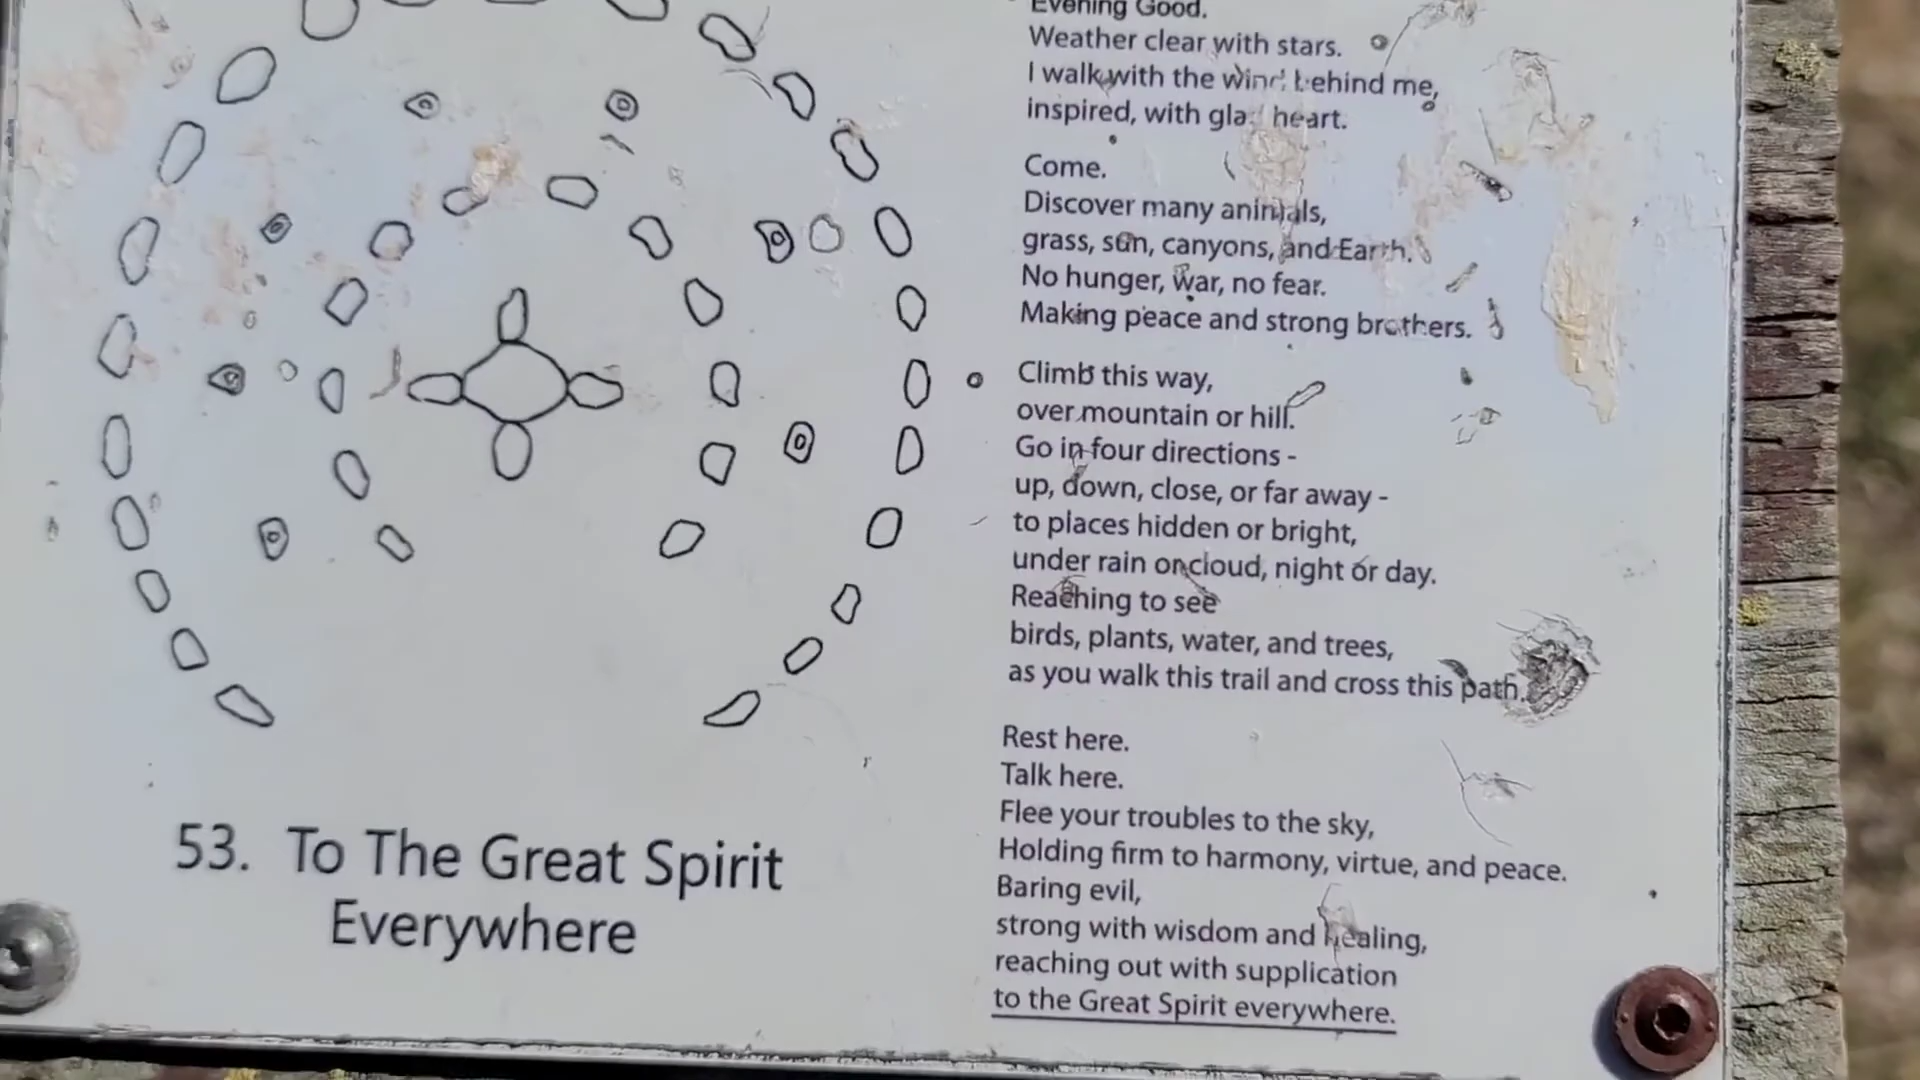 Evening Good.
Weather clear with stars.
I walk with the wind behind me,
inspired, with glad heart.
Come.
Discover many animals,
grass, sun, canyons, and Earth.
No hunger, war, no fear.
Making peace and strong brothers.
Climb this way,
over mountain or hill.
Go in four directions -
up, down, close, or far away -
to places hidden or bright,
under rain or cloud, night or day.
Reaching to see
birds, plants, water, and trees,
as you walk this trail and cross this path.
Rest here.
Talk here.
Flee your troubles to the sky,
Holding firm to harmony, virtue, and peace.
Baring evil,
strong with wisdom and healing,
reaching out with supplication
to the Great Spirit everywhere.
53. To The Great Spirit
Everywhere